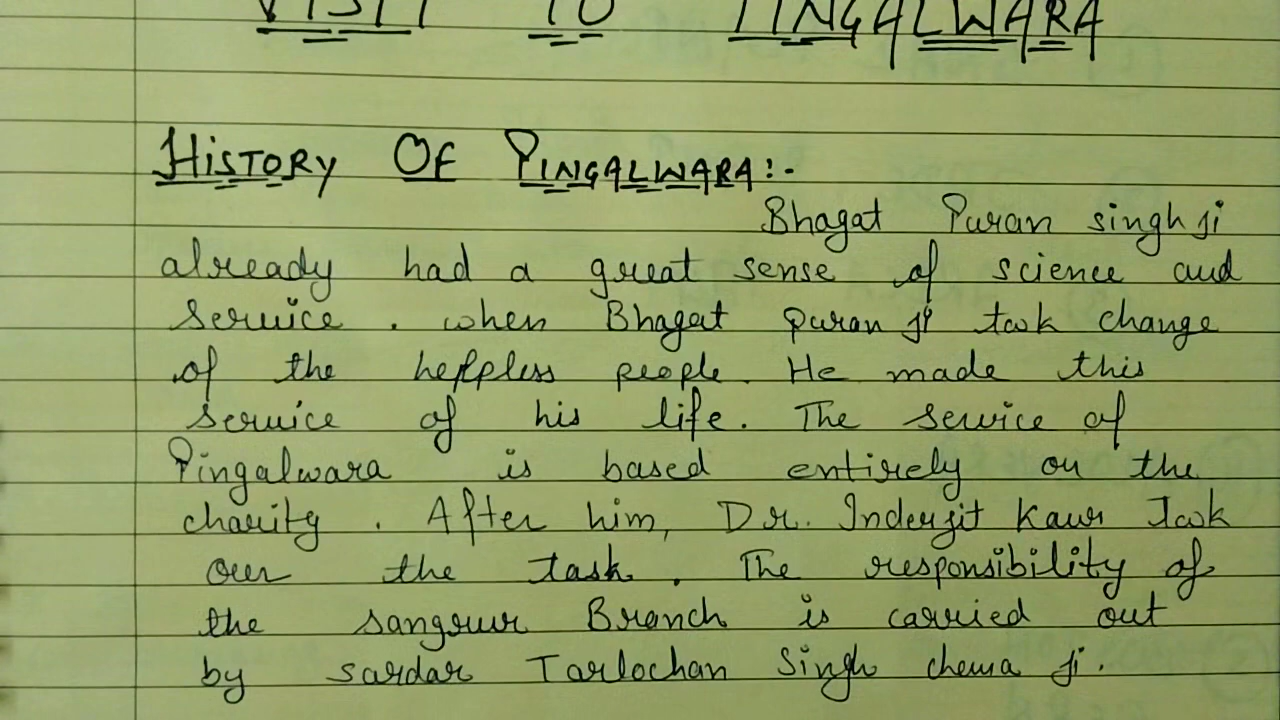 VISIT TO PINGALWARA
HISTORY OF PINGALWARA:-
Bhagat Puran singh ji
already had a great sense of science and
service. when Bhagat puran ji took change
of the helpless people. He made this
service of his life. The service of
Pingalwara is based entirely on the
charity. After him, Dr. Inderjit Kaur Took
over the task. The responsibility of
the sangrur Branch is carried out
by sardar Tarlochan Singh chema ji.